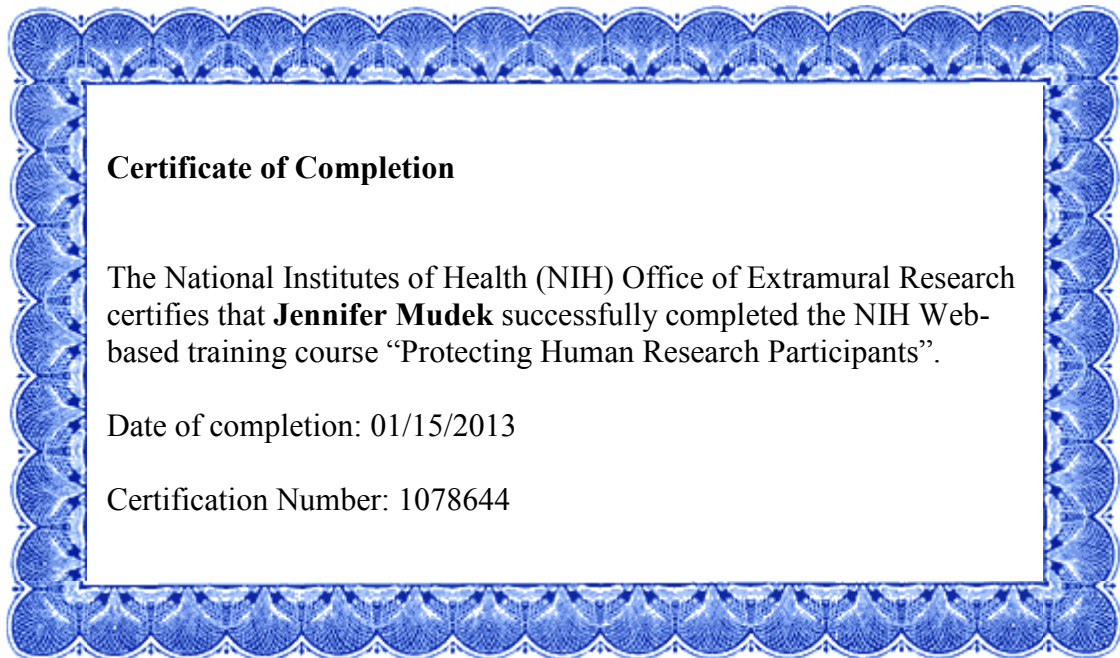 Certificate of Completion
The National Institutes of Health (NIH) Office of Extramural Research
certifies that Jennifer Mudek successfully completed the NIH Web-
based training course “Protecting Human Research Participants”.
Date of completion: 01/15/2013
Certification Number: 1078644